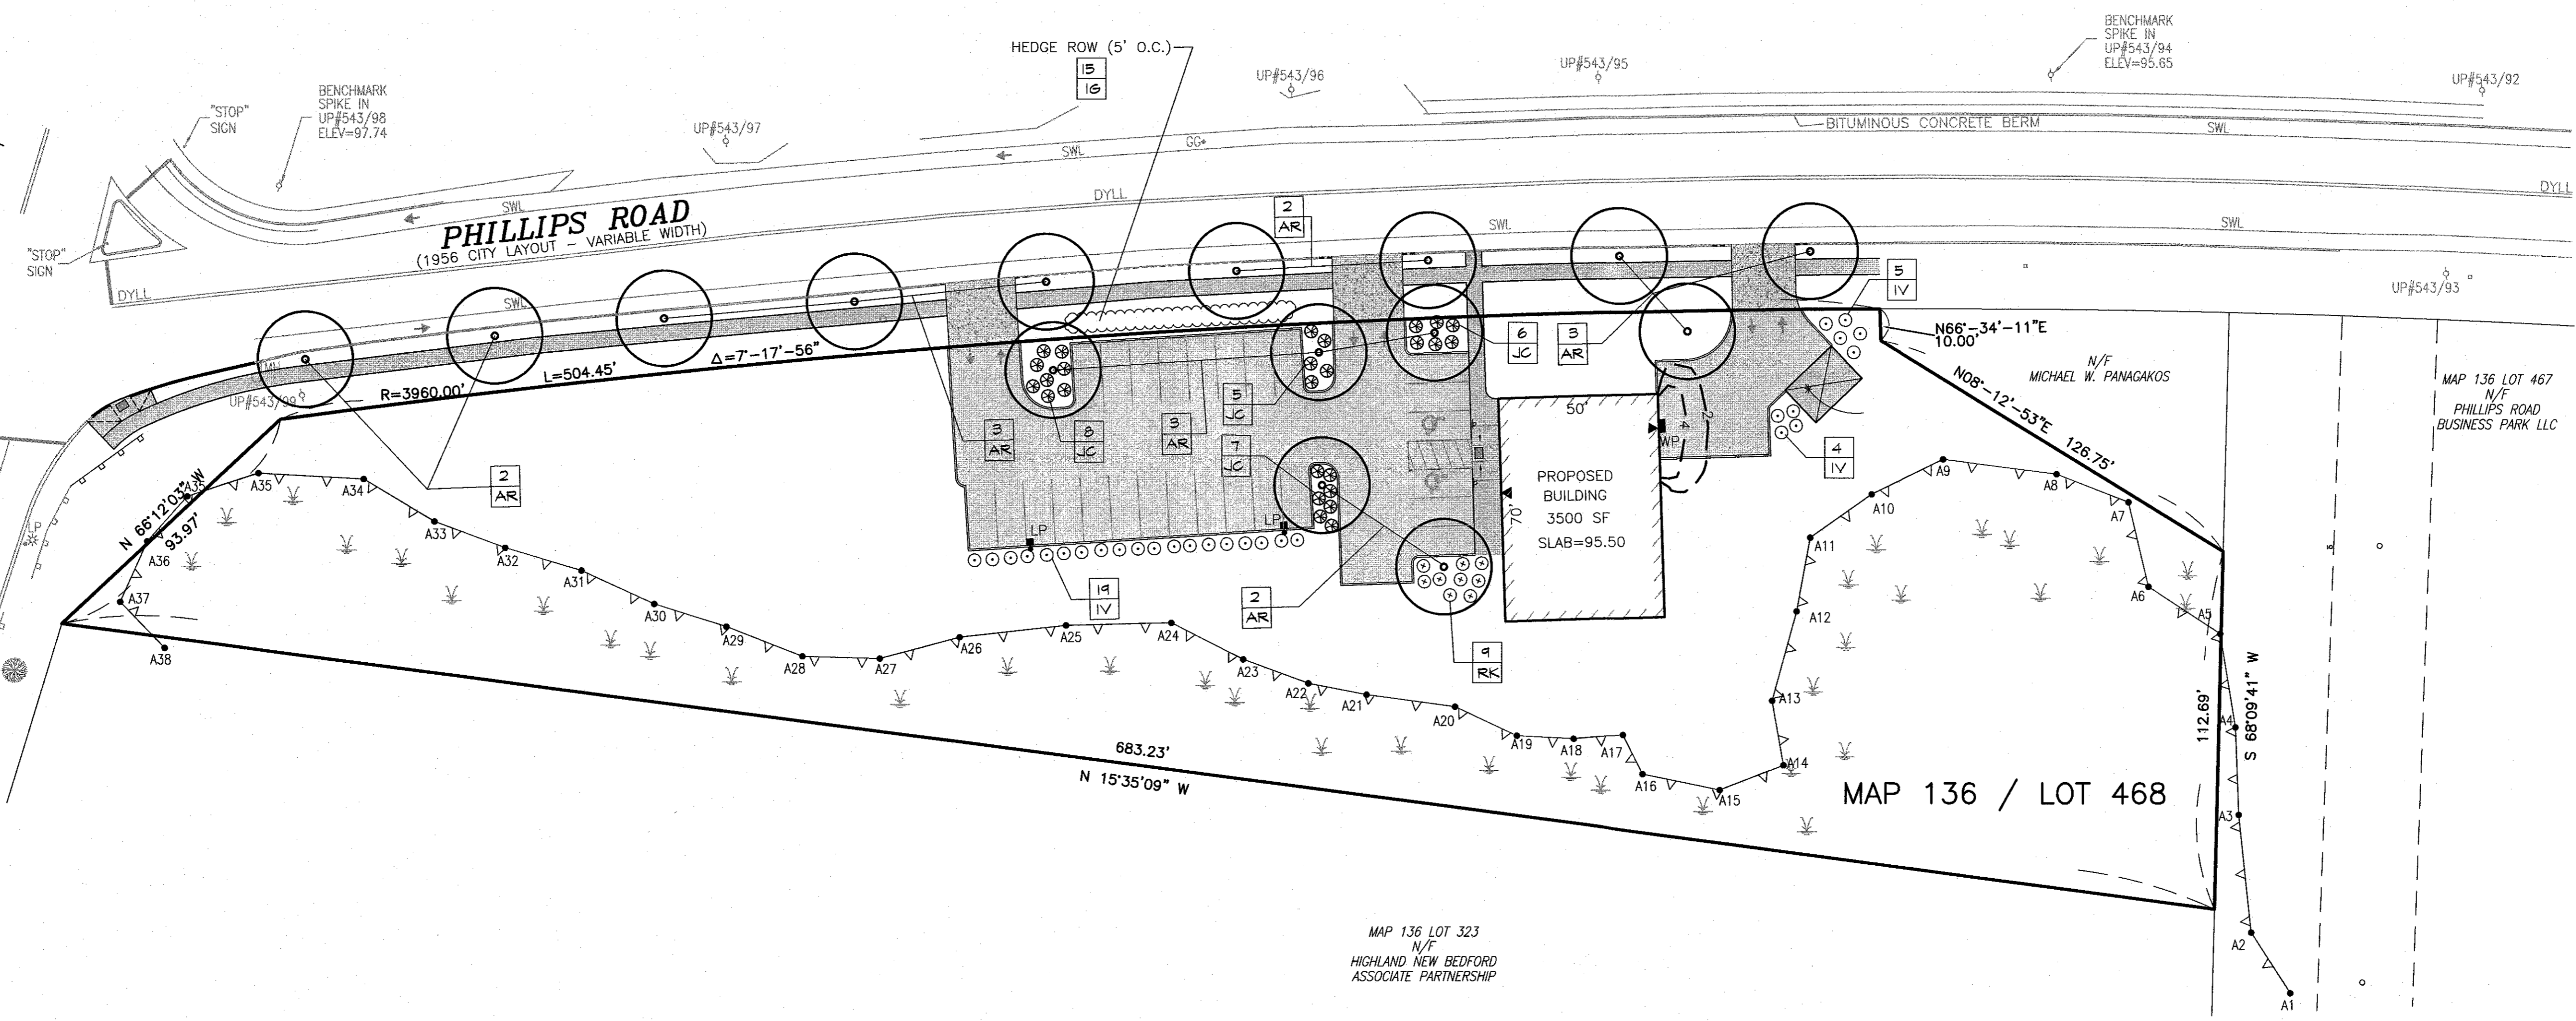 HEDGE ROW (5' O.C.)
15
IG
BENCHMARK
SPIKE IN
UP#543/94
ELEV=95.65
UP#543/96
UP#543/95
UP#543/92
"STOP"
SIGN
BENCHMARK
SPIKE IN
UP#543/98
ELEV=97.74
UP#543/97
BITUMINOUS CONCRETE BERM
SWL
SWL
GG
SWL
DYLL
DYLL
PHILLIPS ROAD
(1956 CITY LAYOUT - VARIABLE WIDTH)
2
AR
SWL
SWL
"STOP"
SIGN
DYLL
SWL
5
IV
UP#543/93
N66°-34'-11"E
10.00'
6
JC
3
AR
N/F
MICHAEL W. PANAGAKOS
N08°-12'-53"E
126.75'
MAP 136 LOT 467
N/F
PHILLIPS ROAD
BUSINESS PARK LLC
MH
UP#543/99
R=3960.00'
L=504.45'
Δ=7°-17'-56"
3
AR
8
JC
3
AR
5
JC
7
JC
50'
WP
24
4
IV
PROPOSED
BUILDING
3500 SF
SLAB=95.50
70'
LP
LP
LP
N 66°12'03" W
93.97'
2
AR
19
IV
2
AR
9
RK
A35
A35
A34
A33
A32
A31
A30
A29
A28
A27
A26
A25
A24
A23
A22
A21
A20
A19
A18
A17
A16
A15
A14
A13
A12
A11
A10
A9
A8
A7
A6
A5
A4
A3
A2
A1
A36
A37
A38
112.69'
S 68°09'41" W
683.23'
N 15°35'09" W
MAP 136 / LOT 468
MAP 136 LOT 323
N/F
HIGHLAND NEW BEDFORD
ASSOCIATE PARTNERSHIP